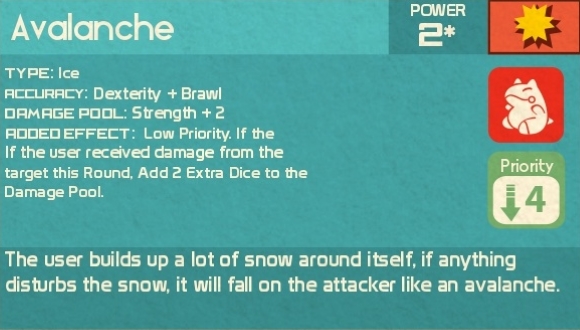 Avalanche
POWER
2*
TYPE: Ice
ACCURACY: Dexterity + Brawl
DAMAGE POOL: Strength + 2
ADDED EFFECT: Low Priority. If the
If the user received damage from the
target this Round, Add 2 Extra Dice to the
Damage Pool.
Priority
4
The user builds up a lot of snow around itself, if anything
disturbs the snow, it will fall on the attacker like an avalanche.